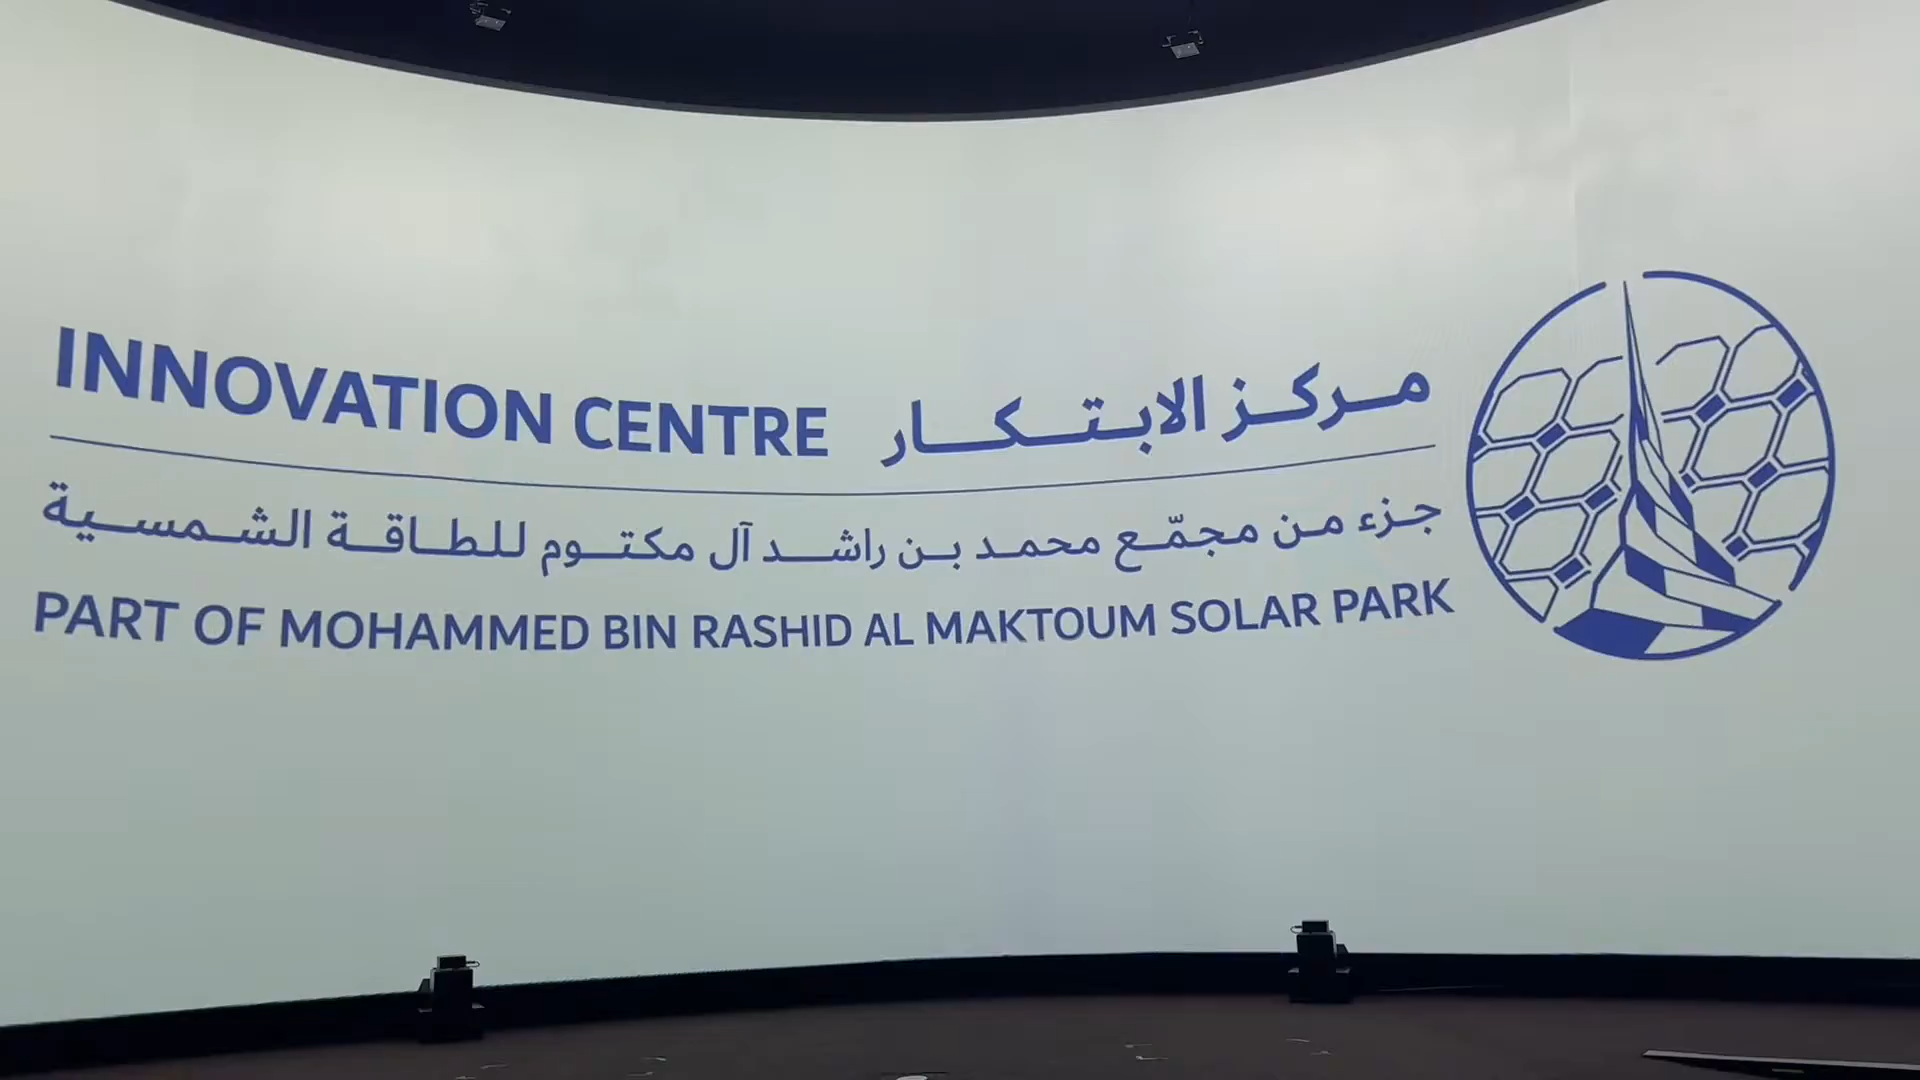 INNOVATION CENTRE مركز الابتكار
جزء من مجمّع محمد بن راشد آل مكتوم للطاقة الشمسية
PART OF MOHAMMED BIN RASHID AL MAKTOUM SOLAR PARK